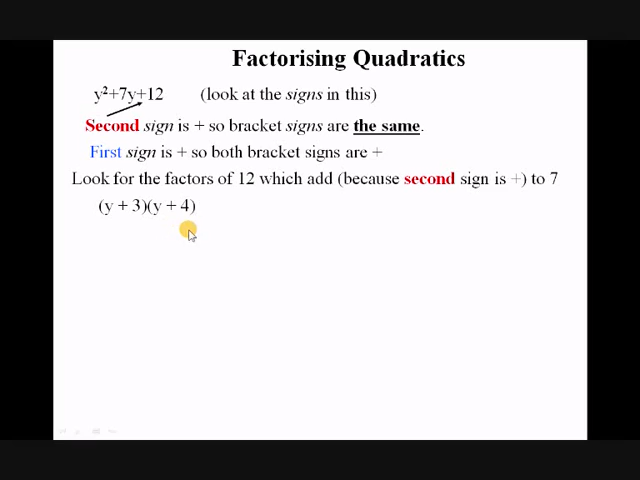 Factorising Quadratics
y²+7y+12 (look at the signs in this)
Second sign is + so bracket signs are the same.
First sign is + so both bracket signs are +
Look for the factors of 12 which add (because second sign is +) to 7
(y + 3)(y + 4)